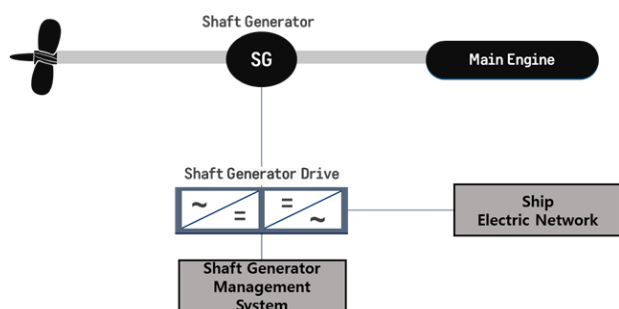 Shaft Generator
SG
Main Engine
Shaft Generator Drive
~
=
=
~
Ship
Electric Network
Shaft Generator
Management
System